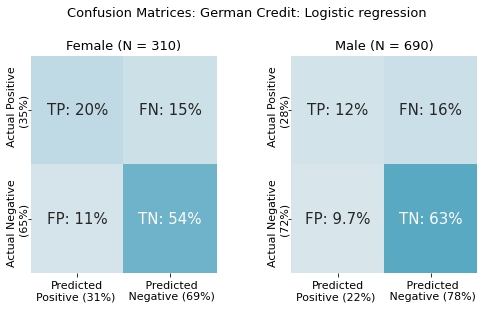 Confusion Matrices: German Credit: Logistic regression
Female (N = 310)
Actual Positive
(35%)
TP: 20%
FN: 15%
Actual Negative
(65%)
FP: 11%
TN: 54%
Predicted
Positive (31%)
Predicted
Negative (69%)
Male (N = 690)
Actual Positive
(28%)
TP: 12%
FN: 16%
Actual Negative
(72%)
FP: 9.7%
TN: 63%
Predicted
Positive (22%)
Predicted
Negative (78%)